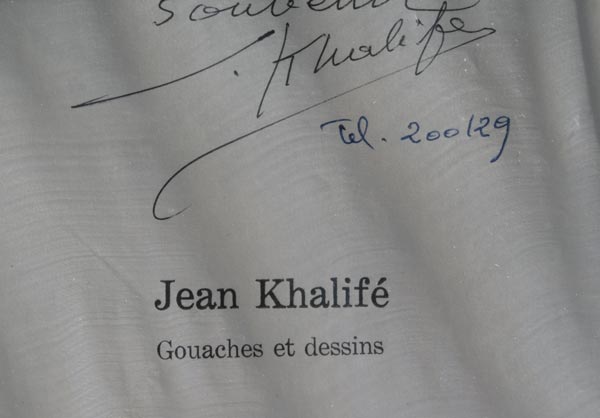 Souvenir
J. Khalifé
Tel. 200129
Jean Khalifé
Gouaches et dessins